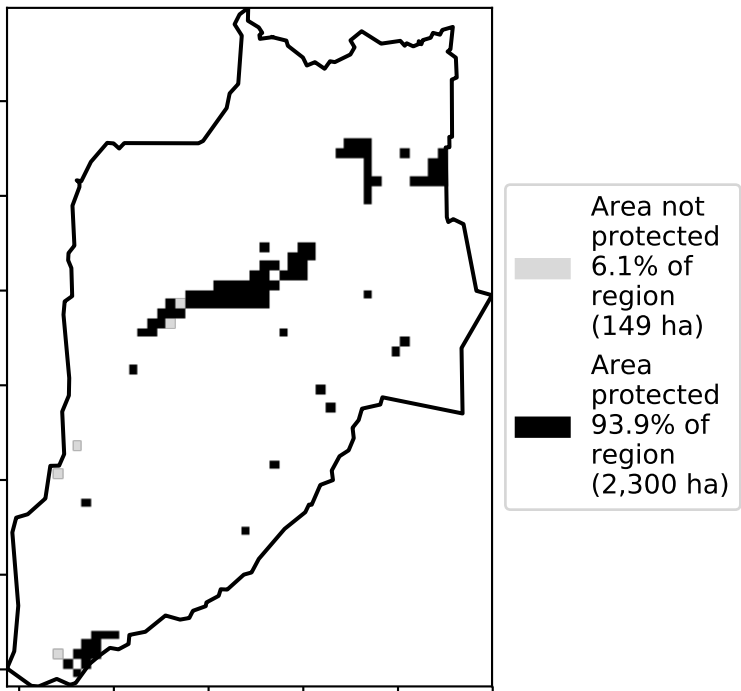 Area not
protected
6.1% of
region
(149 ha)
Area
protected
93.9% of
region
(2,300 ha)